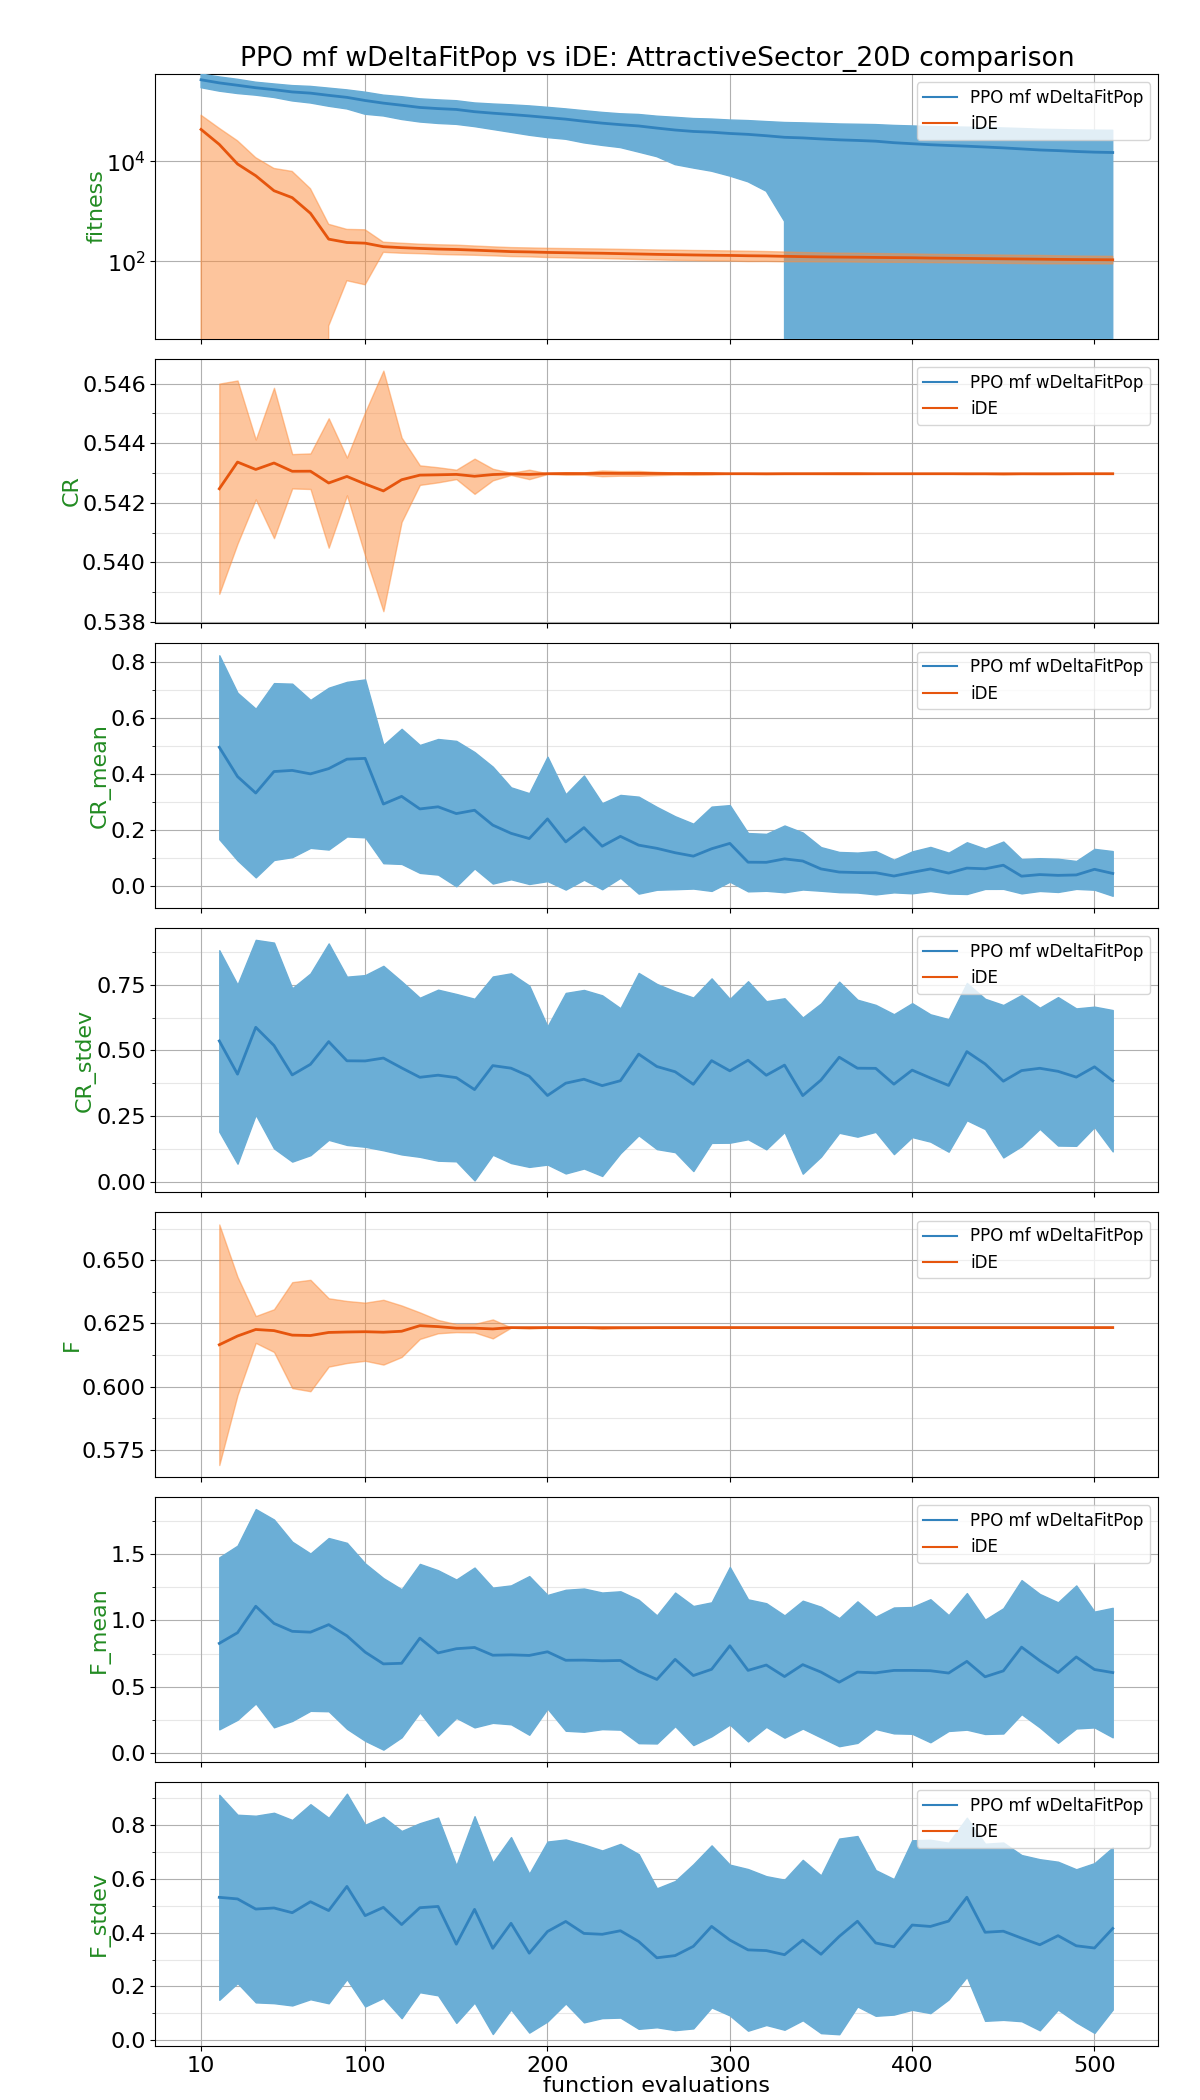 PPO mf wDeltaFitPop vs iDE: AttractiveSector_20D comparison
PPO mf wDeltaFitPop
iDE
10^4
10^2
fitness
PPO mf wDeltaFitPop
iDE
0.546
0.544
0.542
0.540
0.538
CR
PPO mf wDeltaFitPop
iDE
0.8
0.6
0.4
0.2
0.0
CR_mean
PPO mf wDeltaFitPop
iDE
0.75
0.50
0.25
0.00
CR_stdev
PPO mf wDeltaFitPop
iDE
0.650
0.625
0.600
0.575
F
PPO mf wDeltaFitPop
iDE
1.5
1.0
0.5
0.0
F_mean
PPO mf wDeltaFitPop
iDE
0.8
0.6
0.4
0.2
0.0
F_stdev
10 100 200 300 400 500
function evaluations